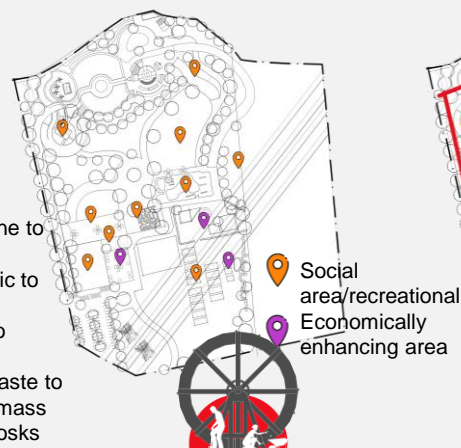 ne to
ic to
o
aste to
mass
osks
Social
area/recreational
Economically
enhancing area